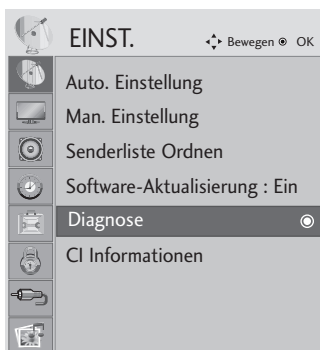 EINST.
Bewegen OK
Auto. Einstellung
Man. Einstellung
Senderliste Ordnen
Software-Aktualisierung : Ein
Diagnose
CI Informationen